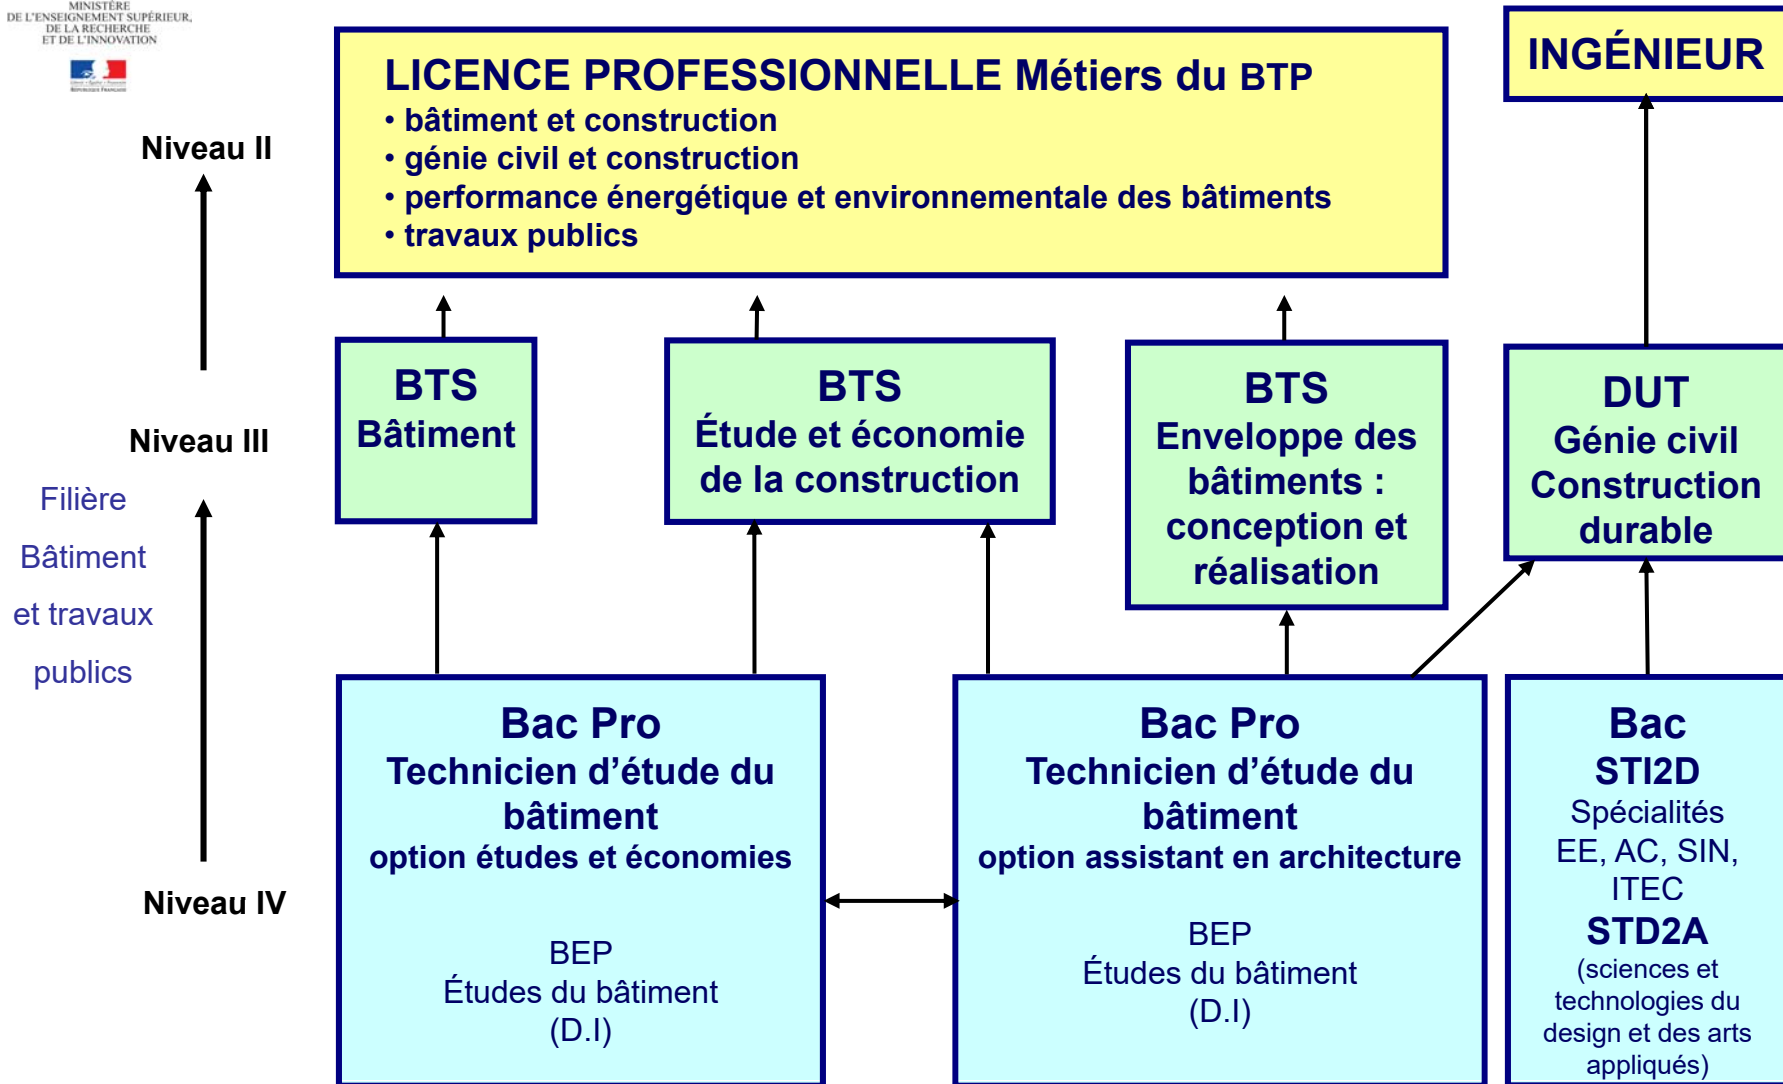 MINISTÈRE
DE L'ENSEIGNEMENT SUPÉRIEUR,
DE LA RECHERCHE
ET DE L'INNOVATION
RÉPUBLIQUE FRANÇAISE
LICENCE PROFESSIONNELLE Métiers du BTP
• bâtiment et construction
• génie civil et construction
• performance énergétique et environnementale des bâtiments
• travaux publics
INGÉNIEUR
Niveau II
BTS
Bâtiment
BTS
Étude et économie
de la construction
BTS
Enveloppe des
bâtiments :
conception et
réalisation
DUT
Génie civil
Construction
durable
Niveau III
Filière
Bâtiment
et travaux
publics
Bac Pro
Technicien d’étude du
bâtiment
option études et économies
BEP
Études du bâtiment
(D.I)
Bac Pro
Technicien d’étude du
bâtiment
option assistant en architecture
BEP
Études du bâtiment
(D.I)
Bac
STI2D
Spécialités
EE, AC, SIN,
ITEC
STD2A
(sciences et
technologies du
design et des arts
appliqués)
Niveau IV